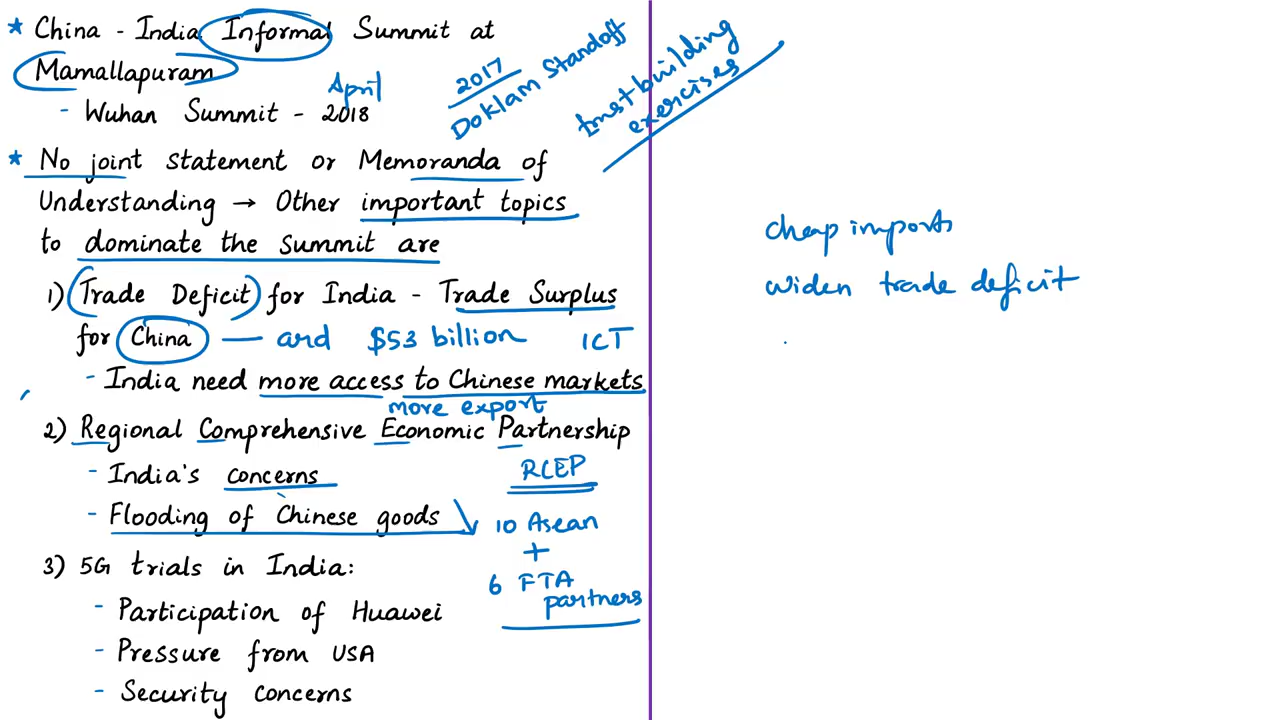 * China - India Informal Summit at
Mamallapuram
April
- Wuhan Summit - 2018
2017
Doklam Standoff
trust building
exercises
* No joint statement or Memoranda of
Understanding → Other important topics
to dominate the Summit are
1) (Trade Deficit) for India - Trade Surplus
for China — ard $53 billion ICT
- India need more access to Chinese markets
more export
2) Regional Comprehensive Economic Partnership
- India's concerns
RCEP
- Flooding of Chinese goods
10 Asean
+
6 FTA
partners
3) 5G trials in India:
- Participation of Huawei
- Pressure from USA
- Security concerns
cheap imports
widen trade deficit